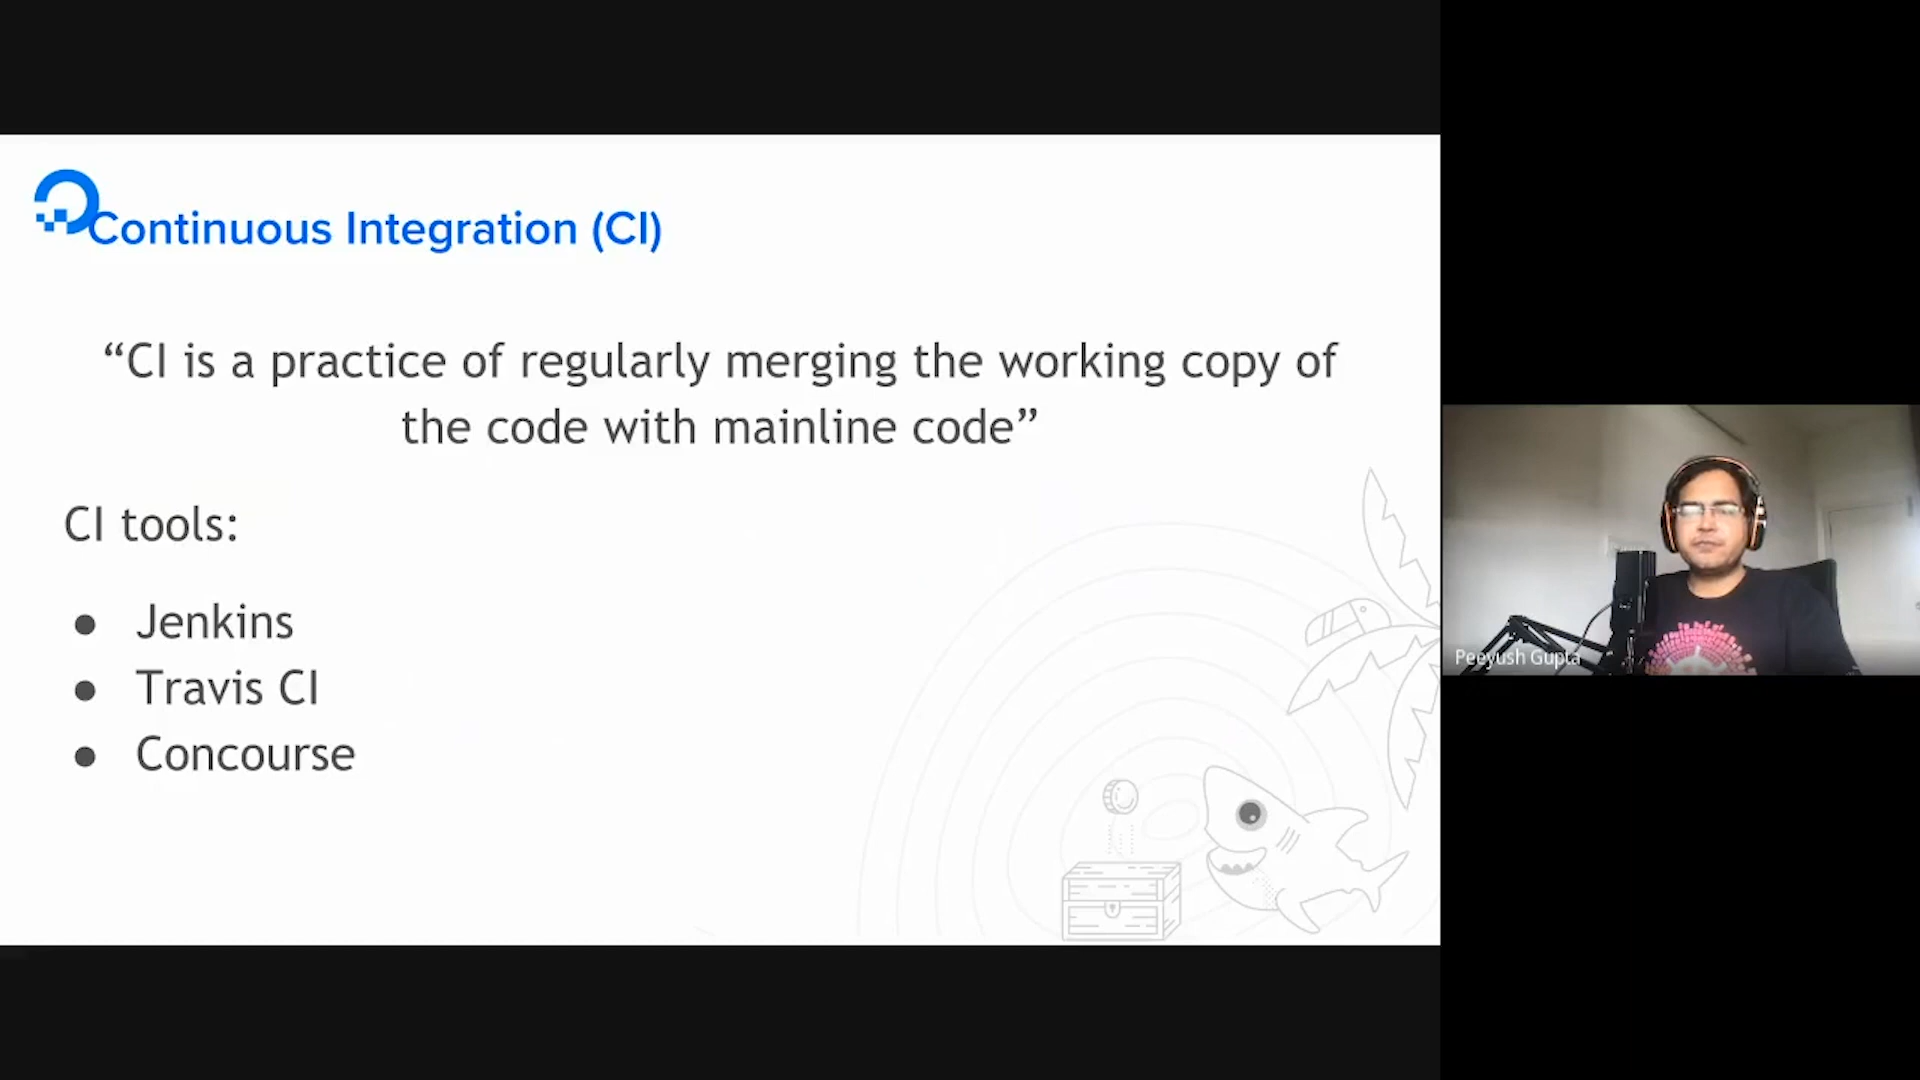 Continuous Integration (CI)
“CI is a practice of regularly merging the working copy of
the code with mainline code”
CI tools:
● Jenkins
● Travis CI
● Concourse
Peeyush Gupta